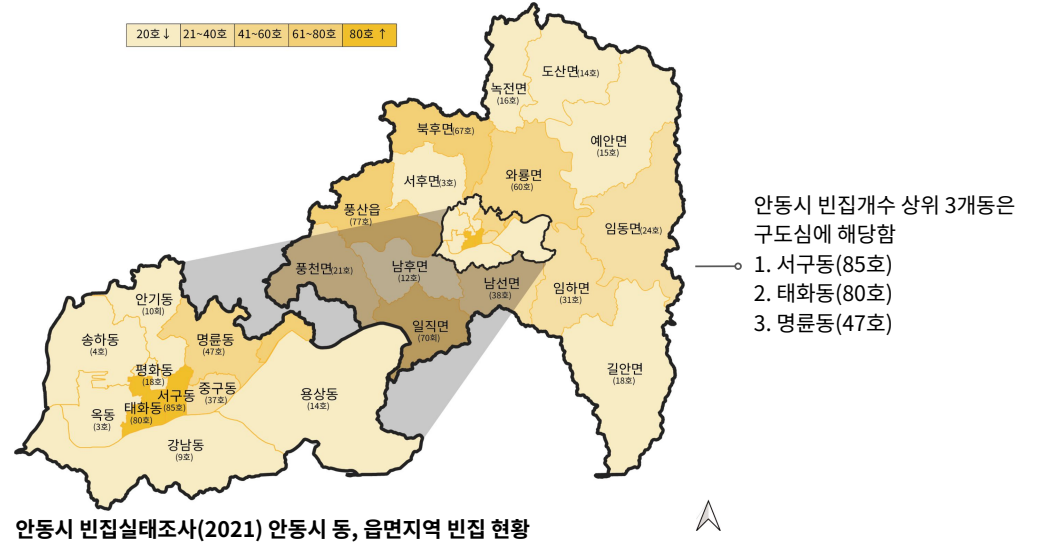 20호↓ 21~40호 41~60호 61~80호 80호 ↑
도산면(14호)
녹전면
(16호)
북후면(67호)
예안면
(15호)
서후면(3호)
와룡면
(60호)
풍산읍
(77호)
임동면(24호)
풍천면(21호)
남후면
(12호)
남선면
(38호)
임하면
(31호)
일직면
(70회)
길안면
(18호)
안기동
(10회)
송하동
(4호)
명륜동
(47호)
평화동
(18호)
서구동
(85호)
중구동
(37호)
태화동
(80호)
옥동
(3호)
용상동
(14호)
강남동
(9호)
안동시 빈집개수 상위 3개동은
구도심에 해당함
1. 서구동(85호)
2. 태화동(80호)
3. 명륜동(47호)
안동시 빈집실태조사(2021) 안동시 동, 읍면지역 빈집 현황